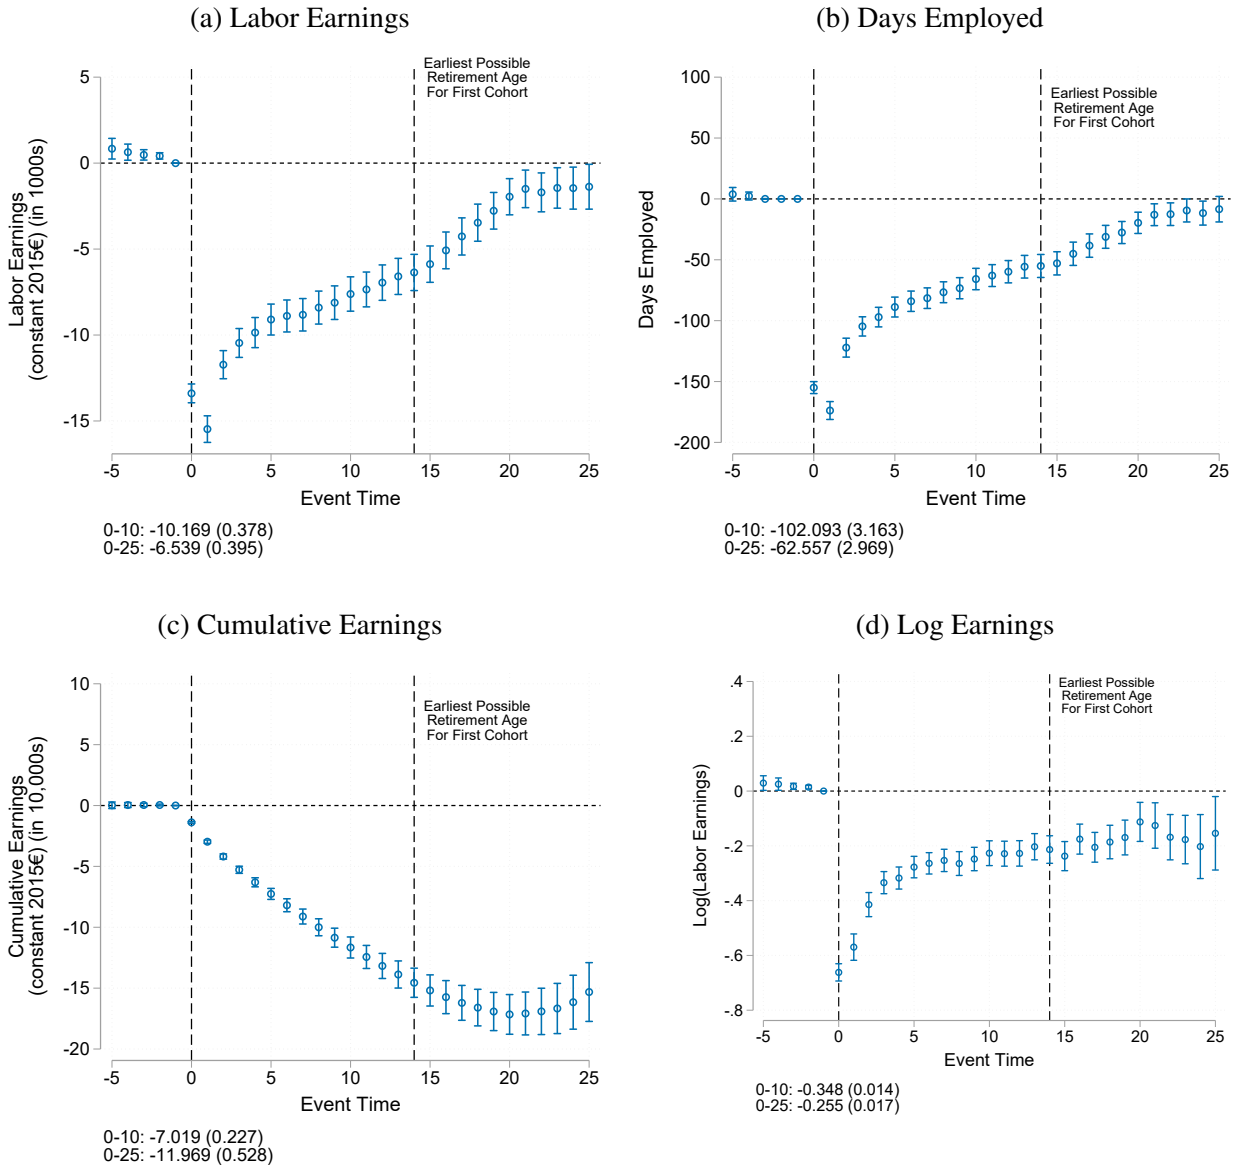 (a) Labor Earnings
Earliest Possible
Retirement Age
For First Cohort
5
0
-5
-10
-15
Labor Earnings
(constant 2015€) (in 1000s)
-5
0
5
10
15
20
25
Event Time
0-10: -10.169 (0.378)
0-25: -6.539 (0.395)
(b) Days Employed
Earliest Possible
Retirement Age
For First Cohort
100
50
0
-50
-100
-150
-200
Days Employed
-5
0
5
10
15
20
25
Event Time
0-10: -102.093 (3.163)
0-25: -62.557 (2.969)
(c) Cumulative Earnings
Earliest Possible
Retirement Age
For First Cohort
10
5
0
-5
-10
-15
-20
Cumulative Earnings
(constant 2015€) (in 10,000s)
-5
0
5
10
15
20
25
Event Time
0-10: -7.019 (0.227)
0-25: -11.969 (0.528)
(d) Log Earnings
Earliest Possible
Retirement Age
For First Cohort
.4
.2
0
-.2
-.4
-.6
-.8
Log(Labor Earnings)
-5
0
5
10
15
20
25
Event Time
0-10: -0.348 (0.014)
0-25: -0.255 (0.017)